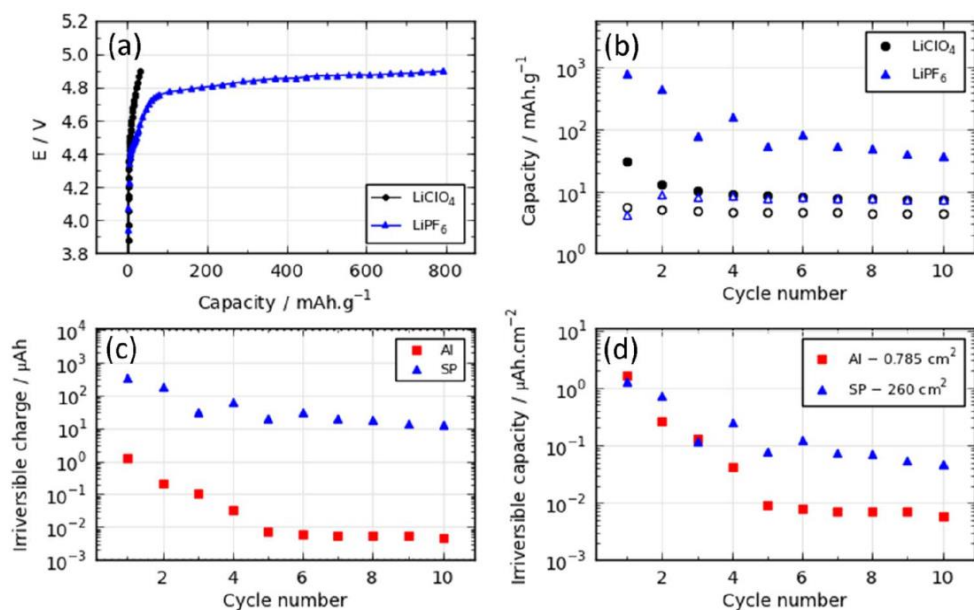 (a)
5.2
5.0
4.8
4.6
4.4
4.2
4.0
3.8
E / V
LiClO₄
LiPF₆
0 200 400 600 800
Capacity / mAh.g⁻¹
(b)
10³
10²
10¹
10⁰
Capacity / mAh.g⁻¹
LiClO₄
LiPF₆
2 4 6 8 10
Cycle number
(c)
10⁴
10³
10²
10¹
10⁰
10⁻¹
10⁻²
10⁻³
Irriversible charge / µAh
Al
SP
0 2 4 6 8 10
Cycle number
(d)
10¹
10⁰
10⁻¹
10⁻²
10⁻³
Irriversible capacity / µAh.cm⁻²
Al − 0.785 cm²
SP − 260 cm²
2 4 6 8 10
Cycle number